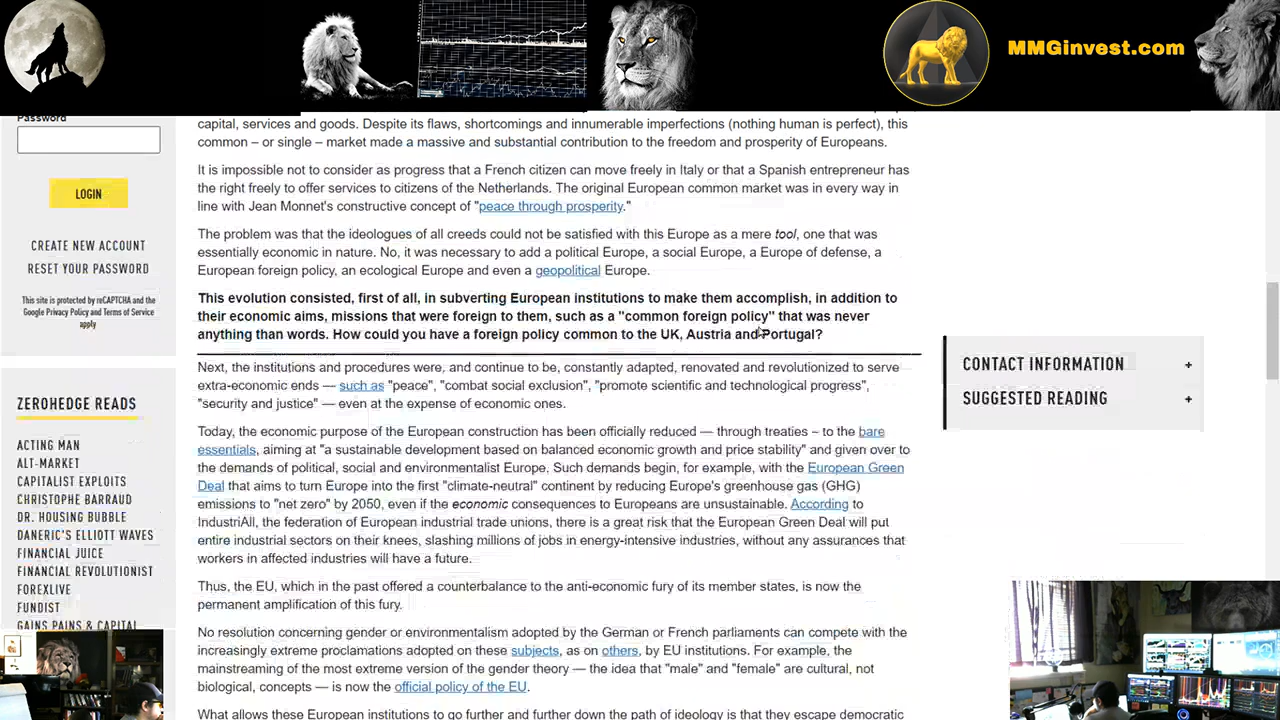 MMGinvest.com
Password
LOGIN
CREATE NEW ACCOUNT
RESET YOUR PASSWORD
This site is protected by reCAPTCHA and the
Google Privacy Policy and Terms of Service
apply
ZEROHEDGE READS
ACTING MAN
ALT-MARKET
CAPITALIST EXPLOITS
CHRISTOPHE BARRAUD
DR. HOUSING BUBBLE
DANERIC'S ELLIOTT WAVES
FINANCIAL JUICE
FINANCIAL REVOLUTIONIST
FOREXLIVE
FUNDIST
GAINS PAINS & CAPITAL
capital, services and goods. Despite its flaws, shortcomings and innumerable imperfections (nothing human is perfect), this
common – or single – market made a massive and substantial contribution to the freedom and prosperity of Europeans.
It is impossible not to consider as progress that a French citizen can move freely in Italy or that a Spanish entrepreneur has
the right freely to offer services to citizens of the Netherlands. The original European common market was in every way in
line with Jean Monnet's constructive concept of "peace through prosperity."
The problem was that the ideologues of all creeds could not be satisfied with this Europe as a mere tool, one that was
essentially economic in nature. No, it was necessary to add a political Europe, a social Europe, a Europe of defense, a
European foreign policy, an ecological Europe and even a geopolitical Europe.
This evolution consisted, first of all, in subverting European institutions to make them accomplish, in addition to
their economic aims, missions that were foreign to them, such as a "common foreign policy" that was never
anything than words. How could you have a foreign policy common to the UK, Austria and Portugal?
Next, the institutions and procedures were, and continue to be, constantly adapted, renovated and revolutionized to serve
extra-economic ends — such as "peace", "combat social exclusion", "promote scientific and technological progress",
"security and justice" — even at the expense of economic ones.
Today, the economic purpose of the European construction has been officially reduced — through treaties – to the bare
essentials, aiming at "a sustainable development based on balanced economic growth and price stability" and given over to
the demands of political, social and environmentalist Europe. Such demands begin, for example, with the European Green
Deal that aims to turn Europe into the first "climate-neutral" continent by reducing Europe's greenhouse gas (GHG)
emissions to "net zero" by 2050, even if the economic consequences to Europeans are unsustainable. According to
IndustriAll, the federation of European industrial trade unions, there is a great risk that the European Green Deal will put
entire industrial sectors on their knees, slashing millions of jobs in energy-intensive industries, without any assurances that
workers in affected industries will have a future.
Thus, the EU, which in the past offered a counterbalance to the anti-economic fury of its member states, is now the
permanent amplification of this fury.
No resolution concerning gender or environmentalism adopted by the German or French parliaments can compete with the
increasingly extreme proclamations adopted on these subjects, as on others, by EU institutions. For example, the
mainstreaming of the most extreme version of the gender theory — the idea that "male" and "female" are cultural, not
biological, concepts — is now the official policy of the EU.
What allows these European institutions to go further and further down the path of ideology is that they escape democratic
CONTACT INFORMATION +
SUGGESTED READING +